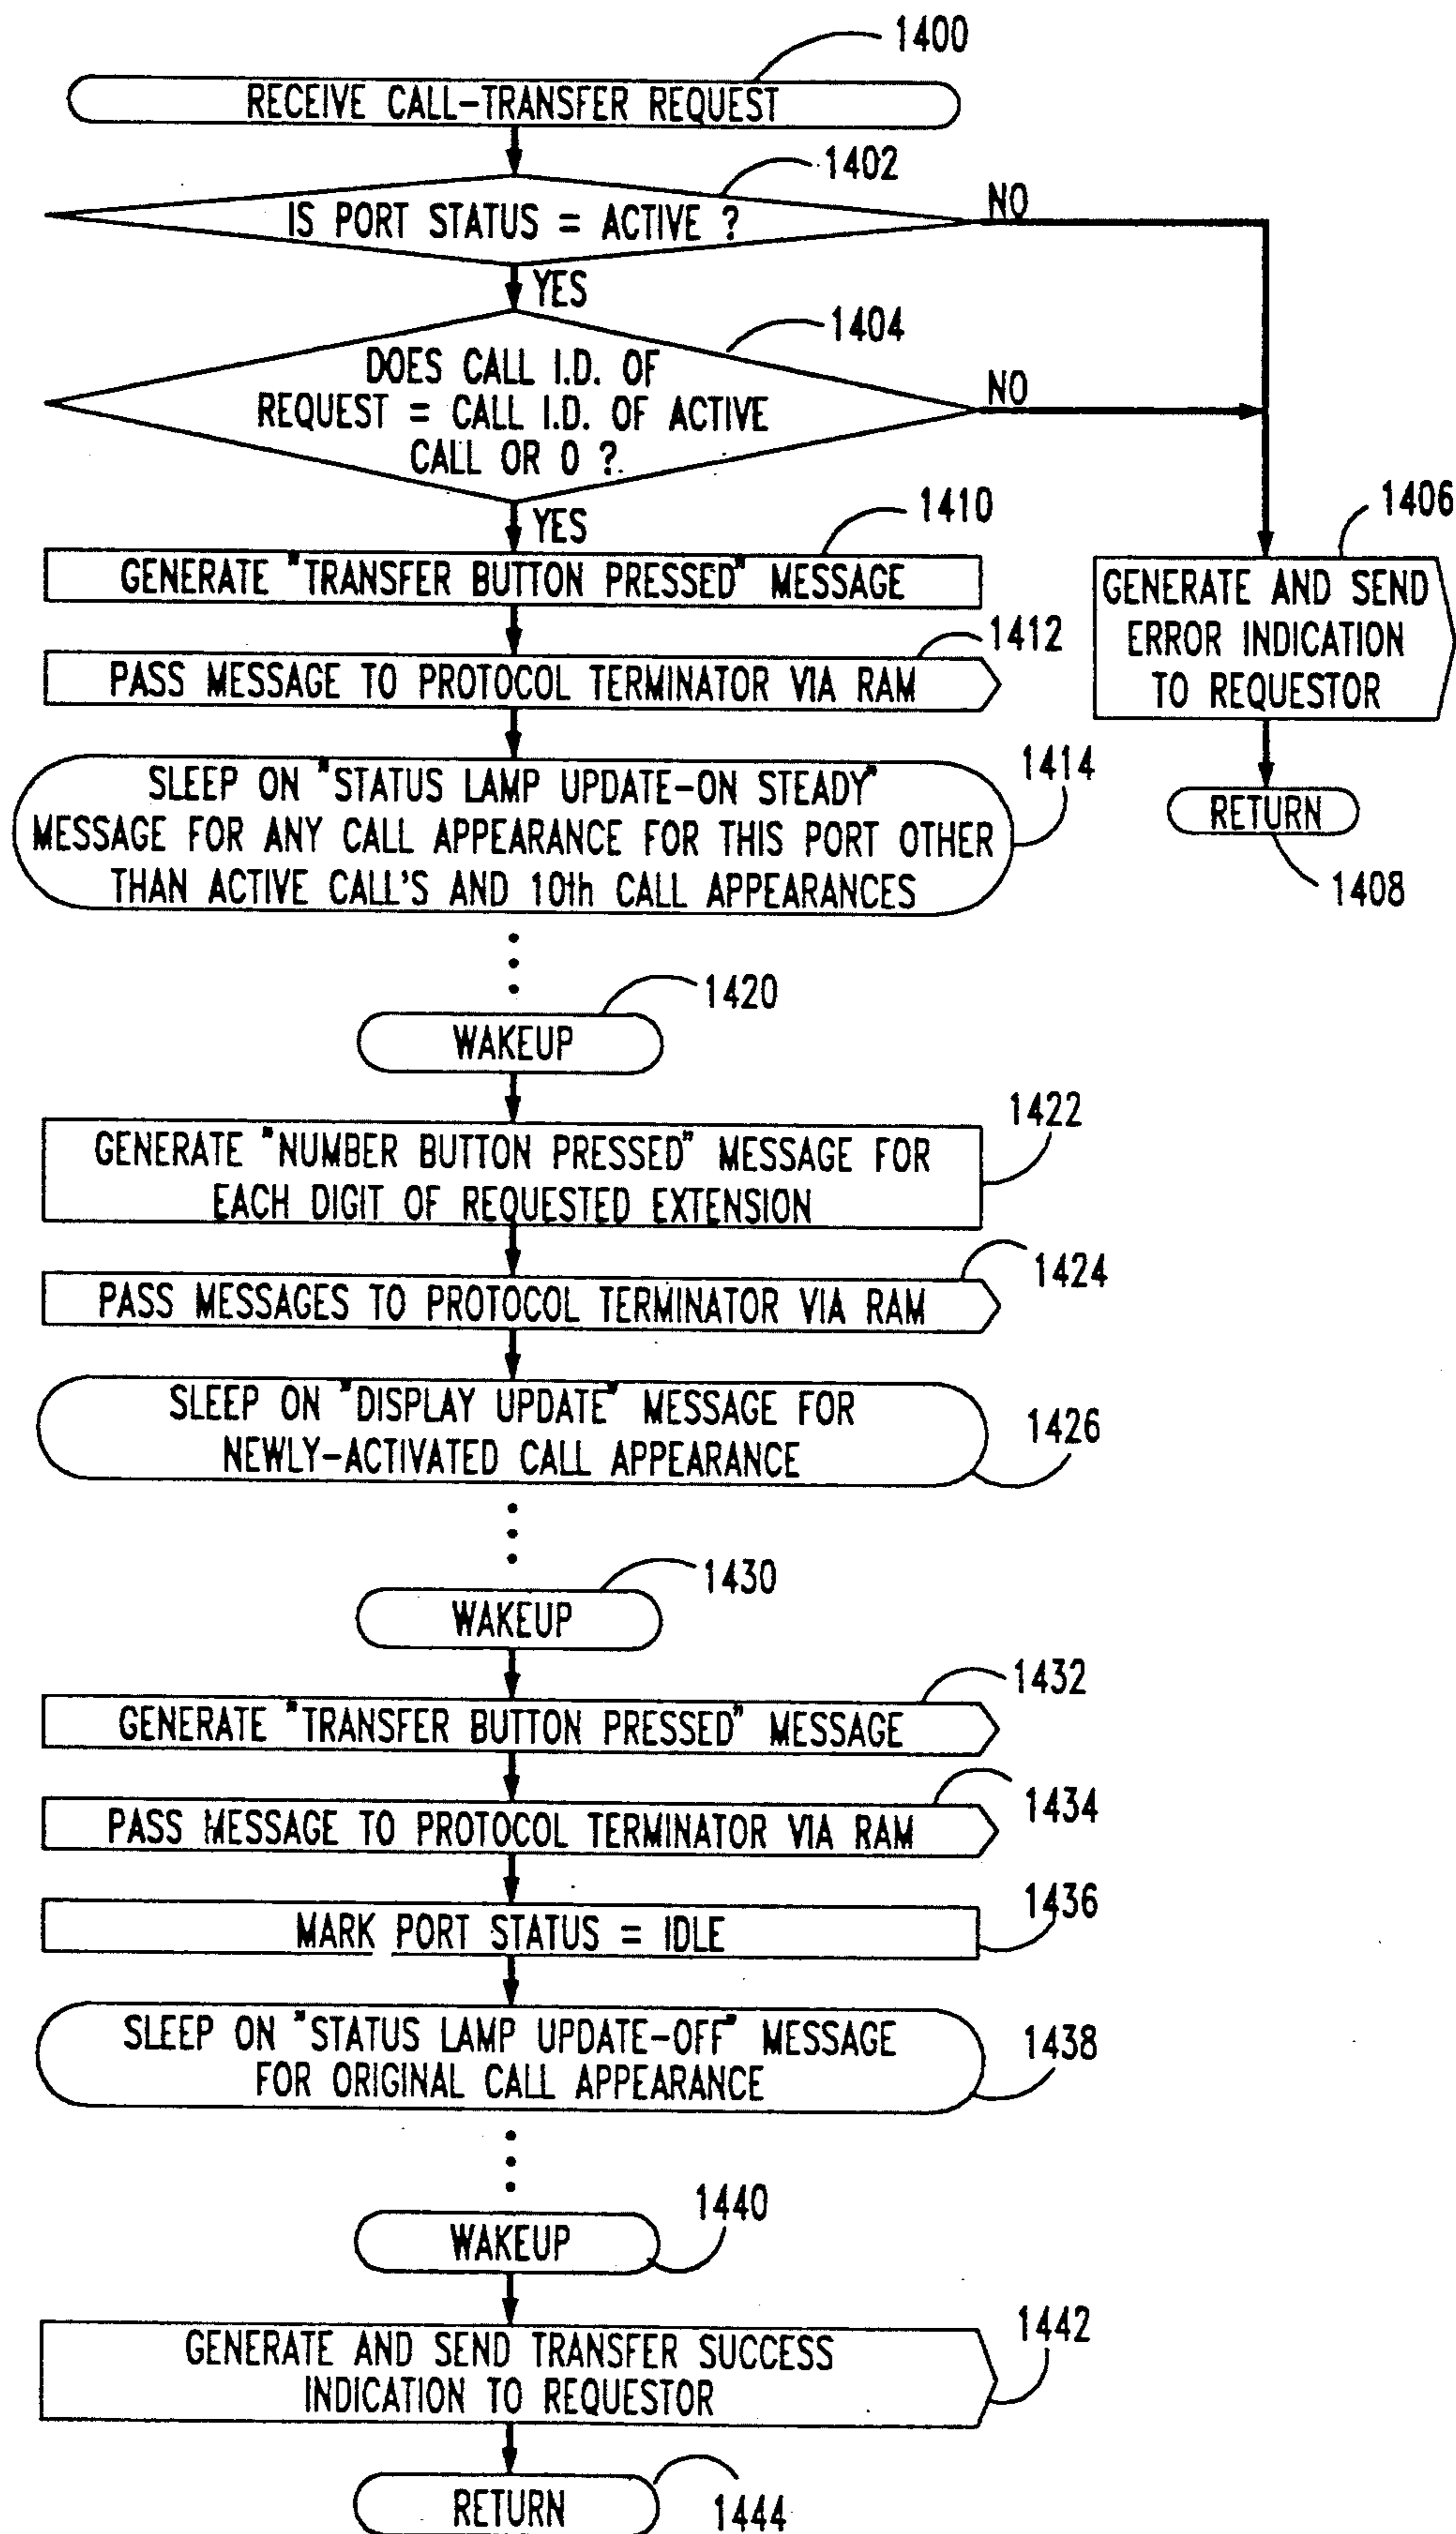 1400
RECEIVE CALL-TRANSFER REQUEST
1402
IS PORT STATUS = ACTIVE ?
NO
YES
1404
DOES CALL I.D. OF
REQUEST = CALL I.D. OF ACTIVE
CALL OR 0 ?
NO
YES
1406
GENERATE AND SEND
ERROR INDICATION
TO REQUESTOR
RETURN
1408
1410
GENERATE "TRANSFER BUTTON PRESSED" MESSAGE
1412
PASS MESSAGE TO PROTOCOL TERMINATOR VIA RAM
1414
SLEEP ON "STATUS LAMP UPDATE-ON STEADY"
MESSAGE FOR ANY CALL APPEARANCE FOR THIS PORT OTHER
THAN ACTIVE CALL'S AND 10th CALL APPEARANCES
1420
WAKEUP
1422
GENERATE "NUMBER BUTTON PRESSED" MESSAGE FOR
EACH DIGIT OF REQUESTED EXTENSION
1424
PASS MESSAGES TO PROTOCOL TERMINATOR VIA RAM
SLEEP ON "DISPLAY UPDATE" MESSAGE FOR
NEWLY-ACTIVATED CALL APPEARANCE
1426
1430
WAKEUP
1432
GENERATE "TRANSFER BUTTON PRESSED" MESSAGE
1434
PASS MESSAGE TO PROTOCOL TERMINATOR VIA RAM
1436
MARK PORT STATUS = IDLE
SLEEP ON "STATUS LAMP UPDATE-OFF" MESSAGE
FOR ORIGINAL CALL APPEARANCE
1438
1440
WAKEUP
1442
GENERATE AND SEND TRANSFER SUCCESS
INDICATION TO REQUESTOR
RETURN
1444